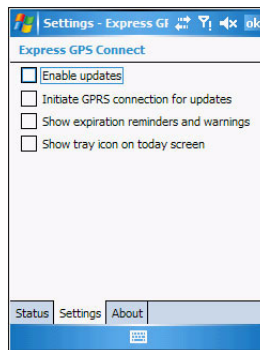 Settings - Express GF
ok
Express GPS Connect
Enable updates
Initiate GPRS connection for updates
Show expiration reminders and warnings
Show tray icon on today screen
Status Settings About